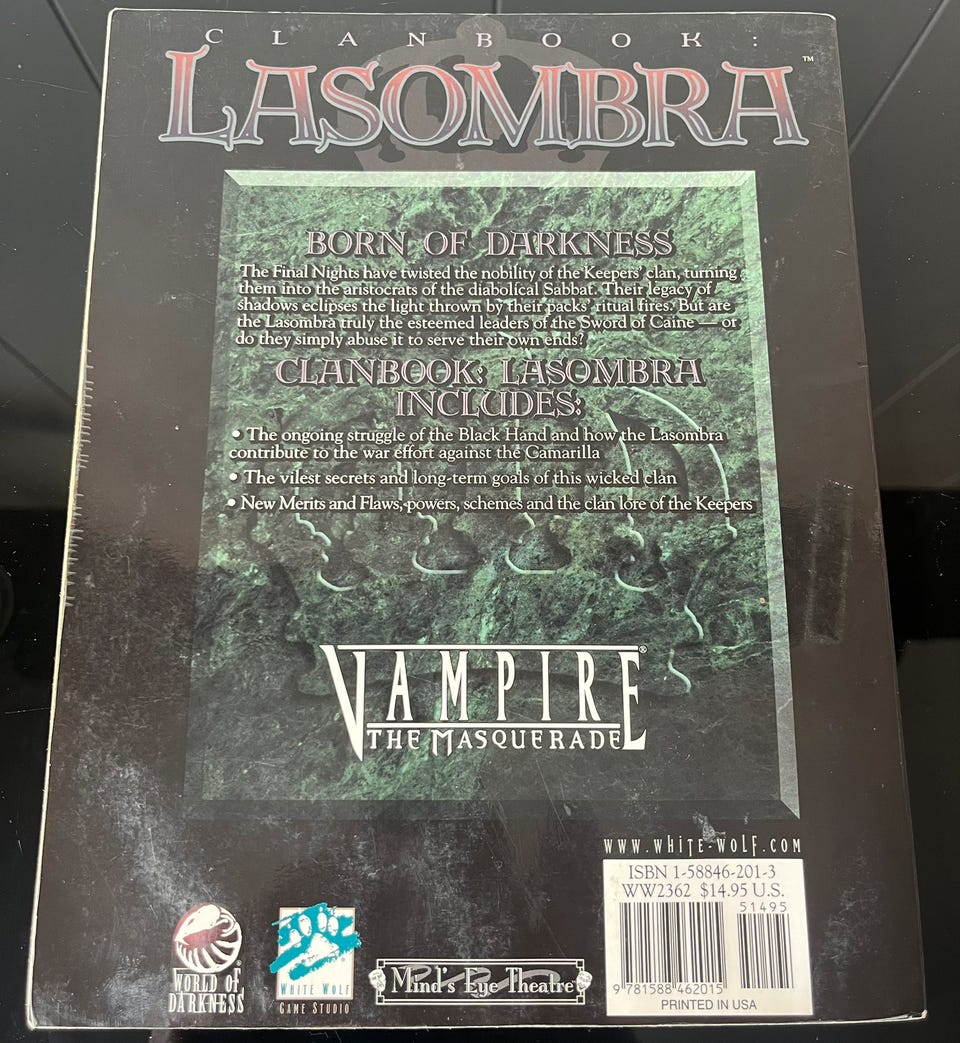 CLANBOOK:
LASOMBRA™
BORN OF DARKNESS
The Final Nights have twisted the nobility of the Keepers' clan, turning
them into the aristocrats of the diabolical Sabbat. Their legacy of
shadows eclipses the light thrown by their packs' ritual fires. But are
the Lasombra truly the esteemed leaders of the Sword of Caine — or
do they simply abuse it to serve their own ends?
CLANBOOK: LASOMBRA
INCLUDES:
• The ongoing struggle of the Black Hand and how the Lasombra
contribute to the war effort against the Camarilla
• The vilest secrets and long-term goals of this wicked clan
• New Merits and Flaws, powers, schemes and the clan lore of the Keepers
VAMPIRE®
THE MASQUERADE
WWW.WHITE-WOLF.COM
ISBN 1-58846-201-3
WW2362 $14.95 U.S.
51495
9 781588 462015
PRINTED IN USA
WORLD OF
DARKNESS®
WHITE WOLF
GAME STUDIO
Mind's Eye Theatre®